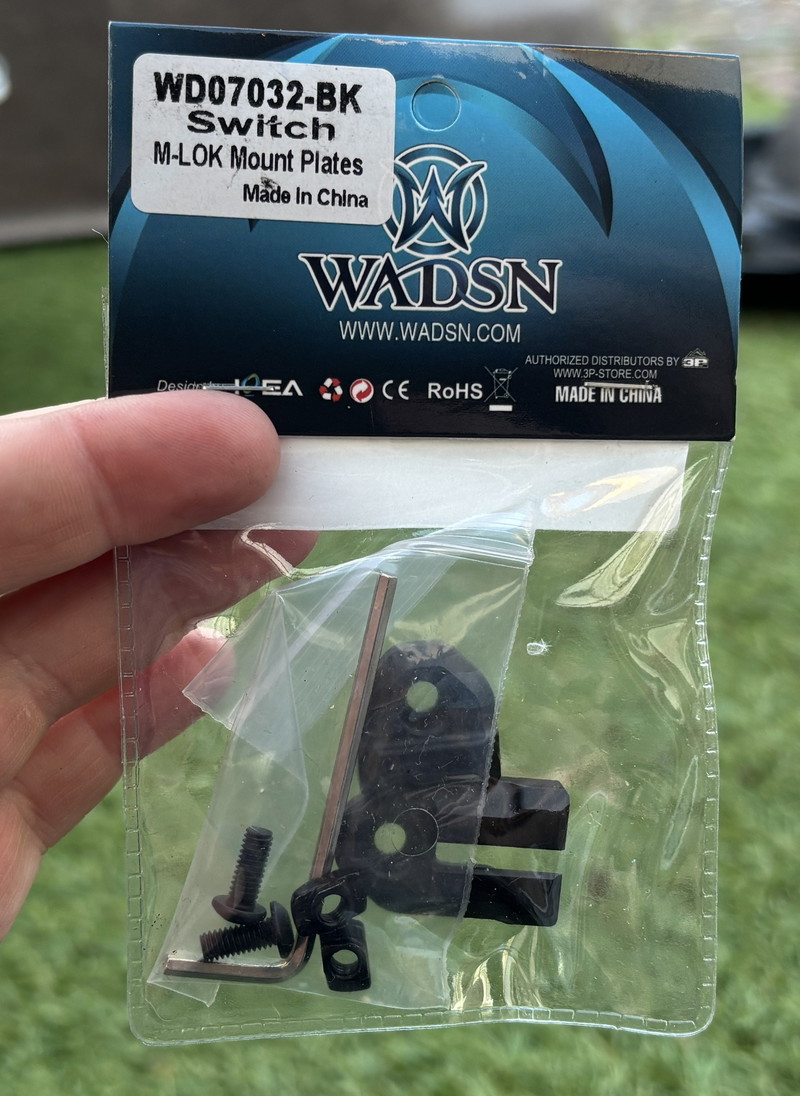 WD07032-BK
Switch
M-LOK Mount Plates
Made In China
WADSN
WWW.WADSN.COM
AUTHORIZED DISTRIBUTORS BY 3P
WWW.3P-STORE.COM
CE RoHS MADE IN CHINA